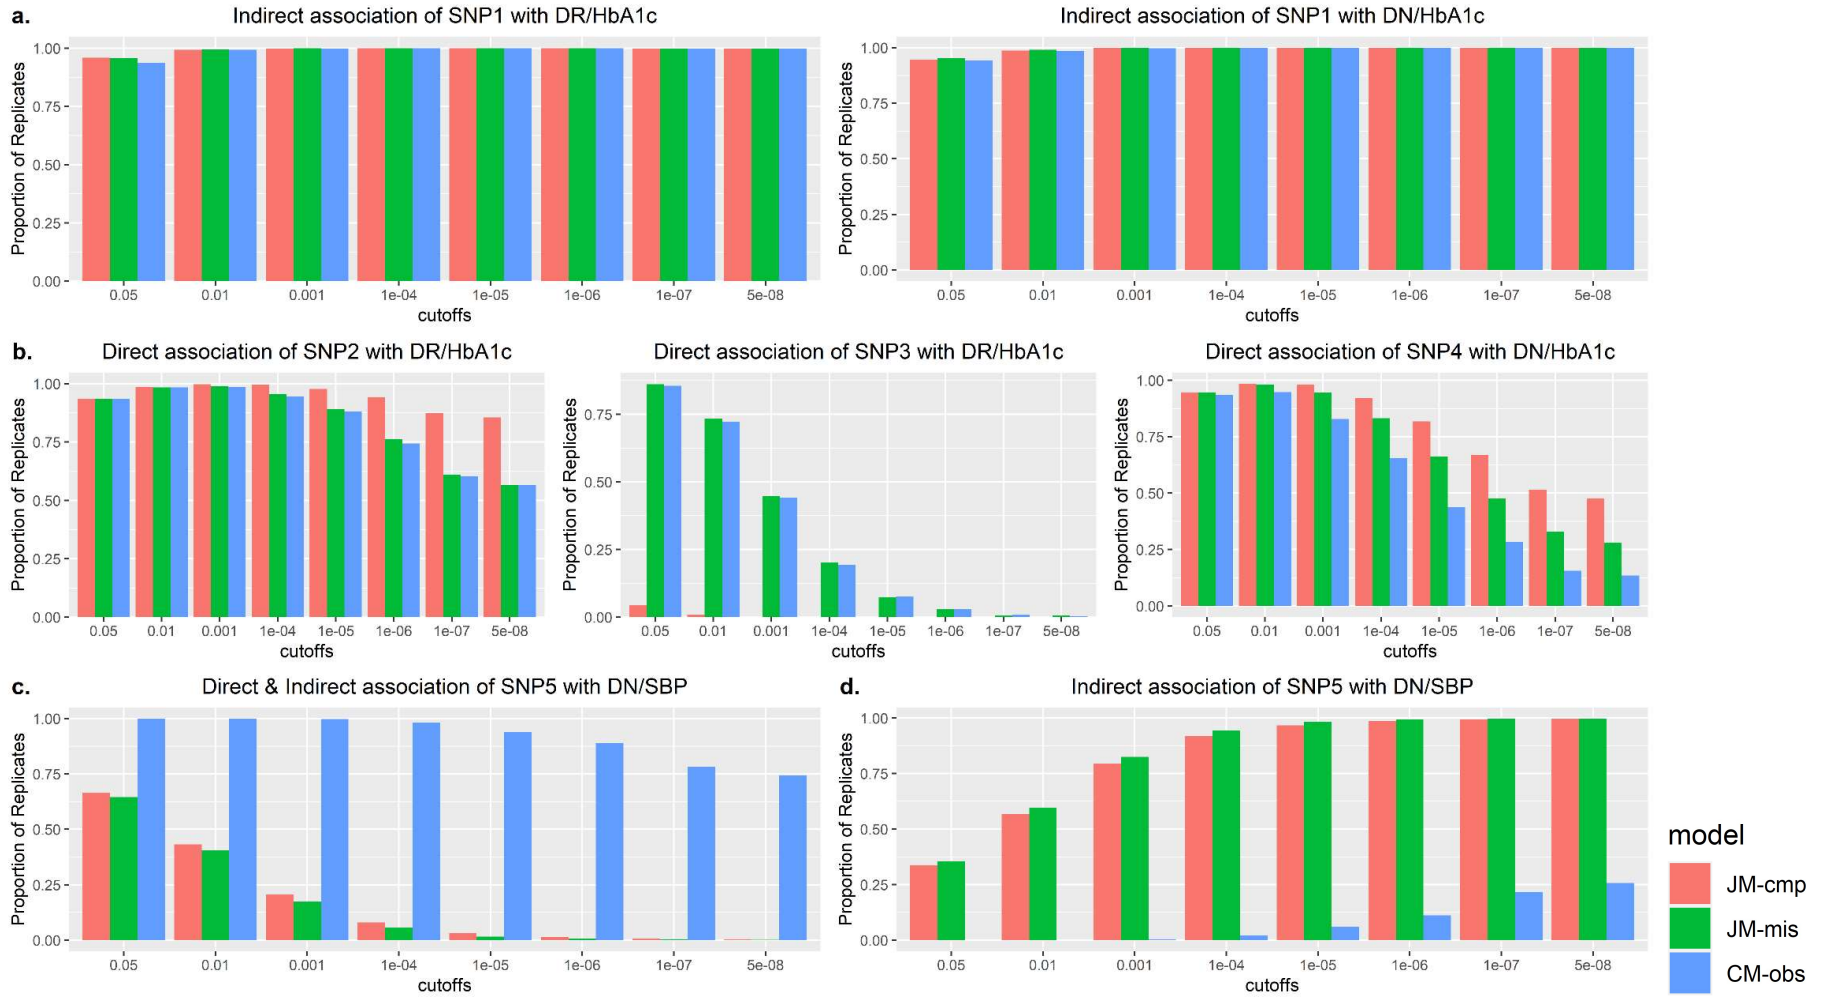 a.
Indirect association of SNP1 with DR/HbA1c
Proportion of Replicates
1.00
0.75
0.50
0.25
0.00
0.05 0.01 0.001 1e-04 1e-05 1e-06 1e-07 5e-08
cutoffs
Indirect association of SNP1 with DN/HbA1c
Proportion of Replicates
1.00
0.75
0.50
0.25
0.00
0.05 0.01 0.001 1e-04 1e-05 1e-06 1e-07 5e-08
cutoffs
b.
Direct association of SNP2 with DR/HbA1c
Proportion of Replicates
1.00
0.75
0.50
0.25
0.00
0.05 0.01 0.001 1e-04 1e-05 1e-06 1e-07 5e-08
cutoffs
Direct association of SNP3 with DR/HbA1c
Proportion of Replicates
0.75
0.50
0.25
0.00
0.05 0.01 0.001 1e-04 1e-05 1e-06 1e-07 5e-08
cutoffs
Direct association of SNP4 with DN/HbA1c
Proportion of Replicates
1.00
0.75
0.50
0.25
0.00
0.05 0.01 0.001 1e-04 1e-05 1e-06 1e-07 5e-08
cutoffs
c.
Direct & Indirect association of SNP5 with DN/SBP
Proportion of Replicates
1.00
0.75
0.50
0.25
0.00
0.05 0.01 0.001 1e-04 1e-05 1e-06 1e-07 5e-08
cutoffs
d.
Indirect association of SNP5 with DN/SBP
Proportion of Replicates
1.00
0.75
0.50
0.25
0.00
0.05 0.01 0.001 1e-04 1e-05 1e-06 1e-07 5e-08
cutoffs
model
JM-cmp
JM-mis
CM-obs